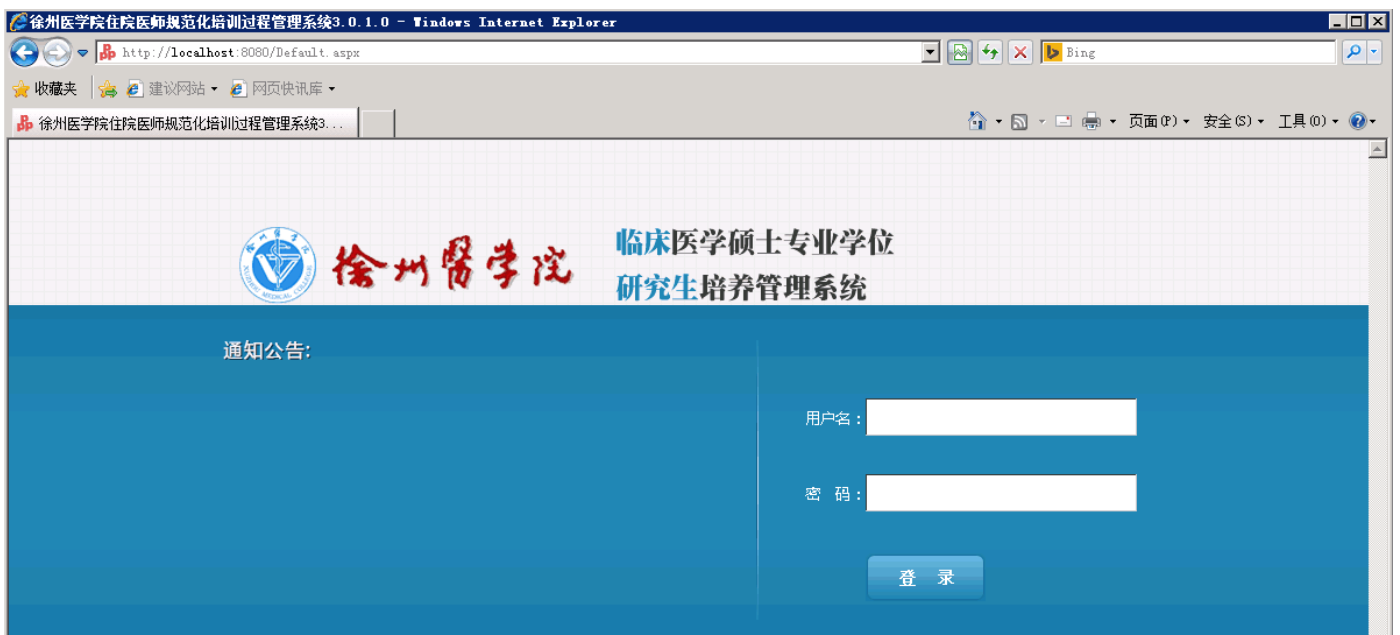 徐州医学院住院医师规范化培训过程管理系统3.0.1.0 - Windows Internet Explorer
http://localhost:8080/Default.aspx
Bing
收藏夹 建议网站 网页快讯库
徐州医学院住院医师规范化培训过程管理系统3... 页面(P) 安全(S) 工具(O)
徐州醫学院
临床医学硕士专业学位
研究生培养管理系统
通知公告:
用户名：
密 码：
登 录